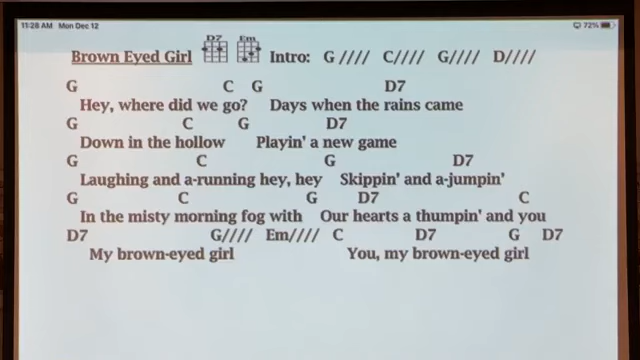 11:28 AM Mon Dec 12 72%
Brown Eyed Girl D7 Em Intro: G //// C//// G//// D////
G C G D7
Hey, where did we go? Days when the rains came
G C G D7
Down in the hollow Playin' a new game
G C G D7
Laughing and a-running hey, hey Skippin' and a-jumpin'
G C G D7 C
In the misty morning fog with Our hearts a thumpin' and you
D7 G//// Em//// C D7 G D7
My brown-eyed girl You, my brown-eyed girl